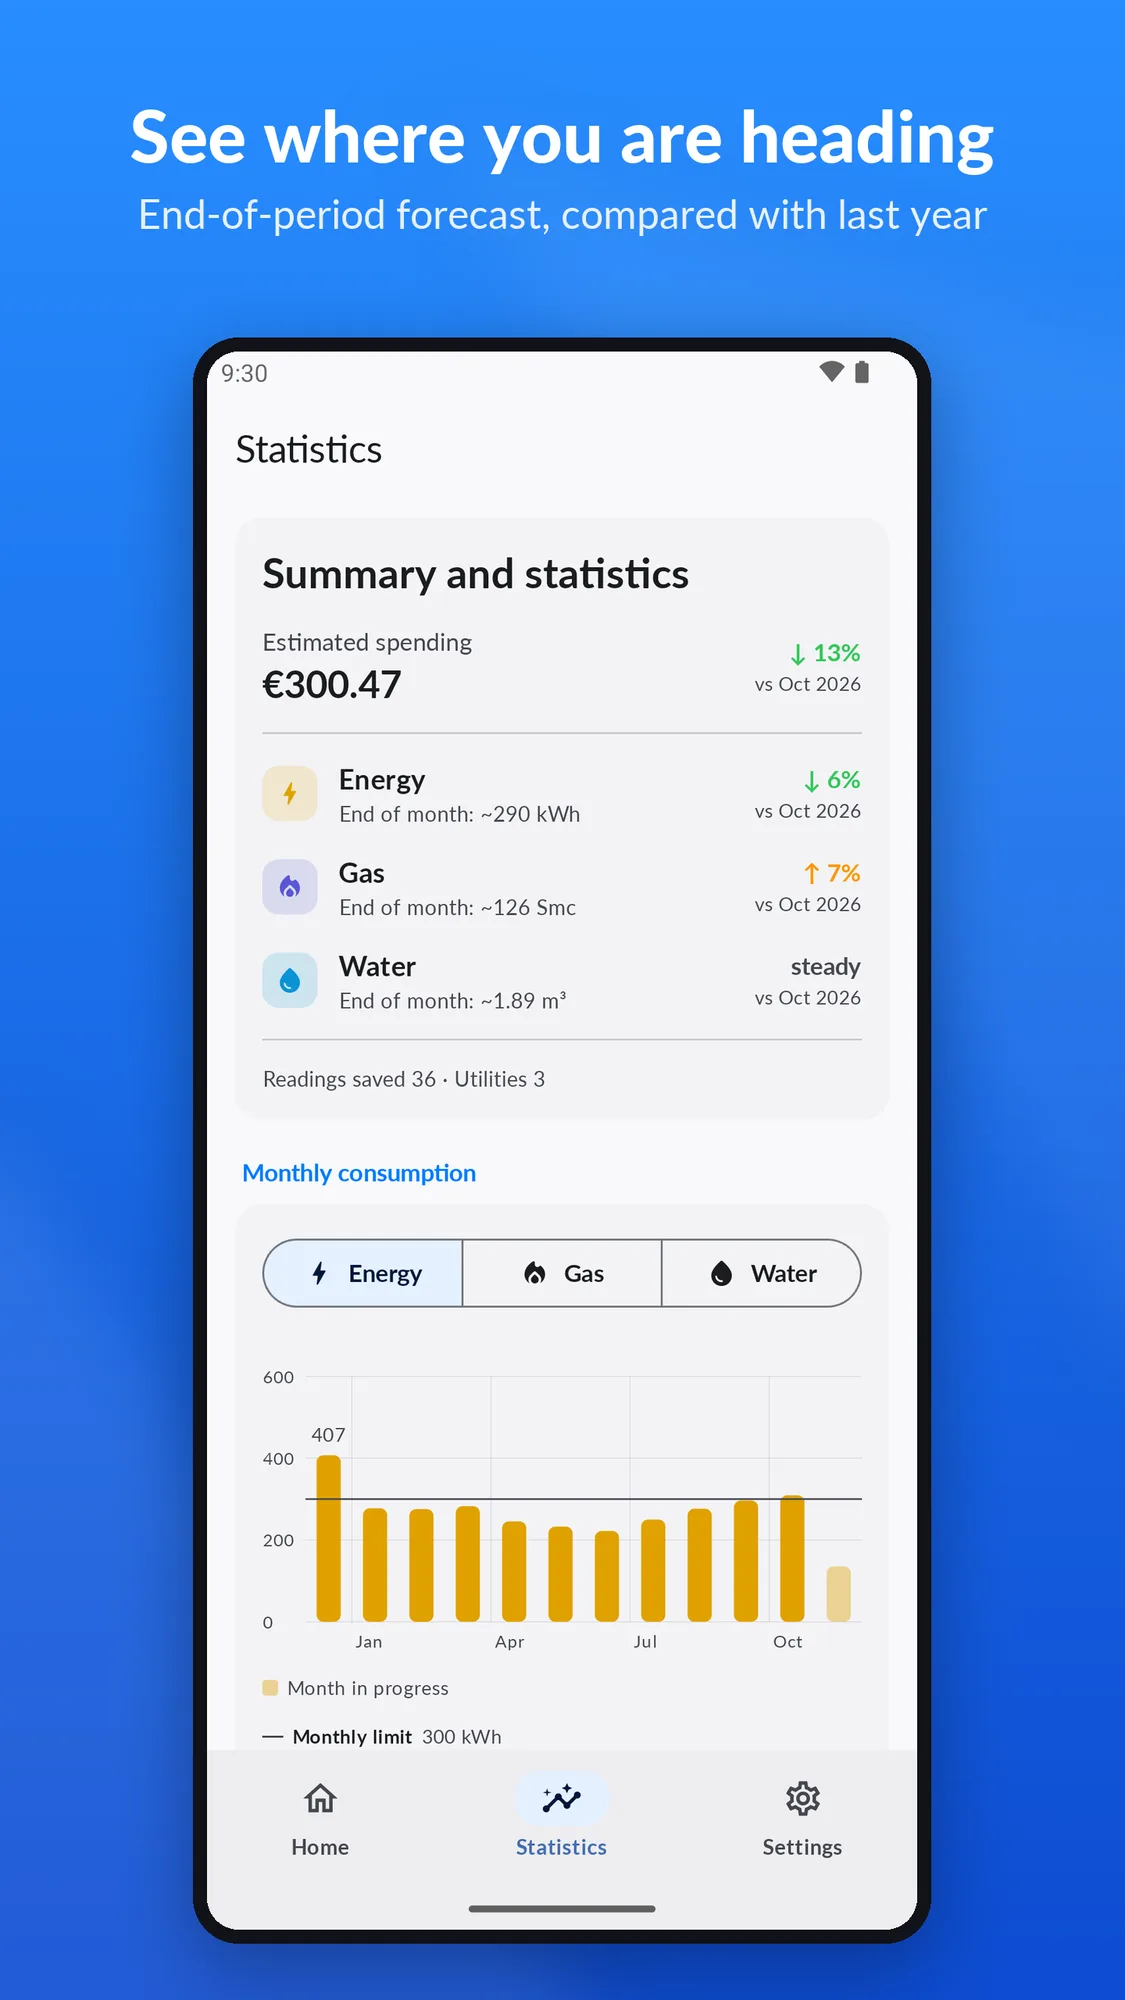 See where you are heading
End-of-period forecast, compared with last year
9:30
Statistics
Summary and statistics
Estimated spending
€300.47
↓ 13%
vs Oct 2026
Energy
End of month: ~290 kWh
↓ 6%
vs Oct 2026
Gas
End of month: ~126 Smc
↑ 7%
vs Oct 2026
Water
End of month: ~1.89 m³
steady
vs Oct 2026
Readings saved 36 · Utilities 3
Monthly consumption
Energy
Gas
Water
600
407
400
200
0
Jan Apr Jul Oct
Month in progress
Monthly limit 300 kWh
Home
Statistics
Settings